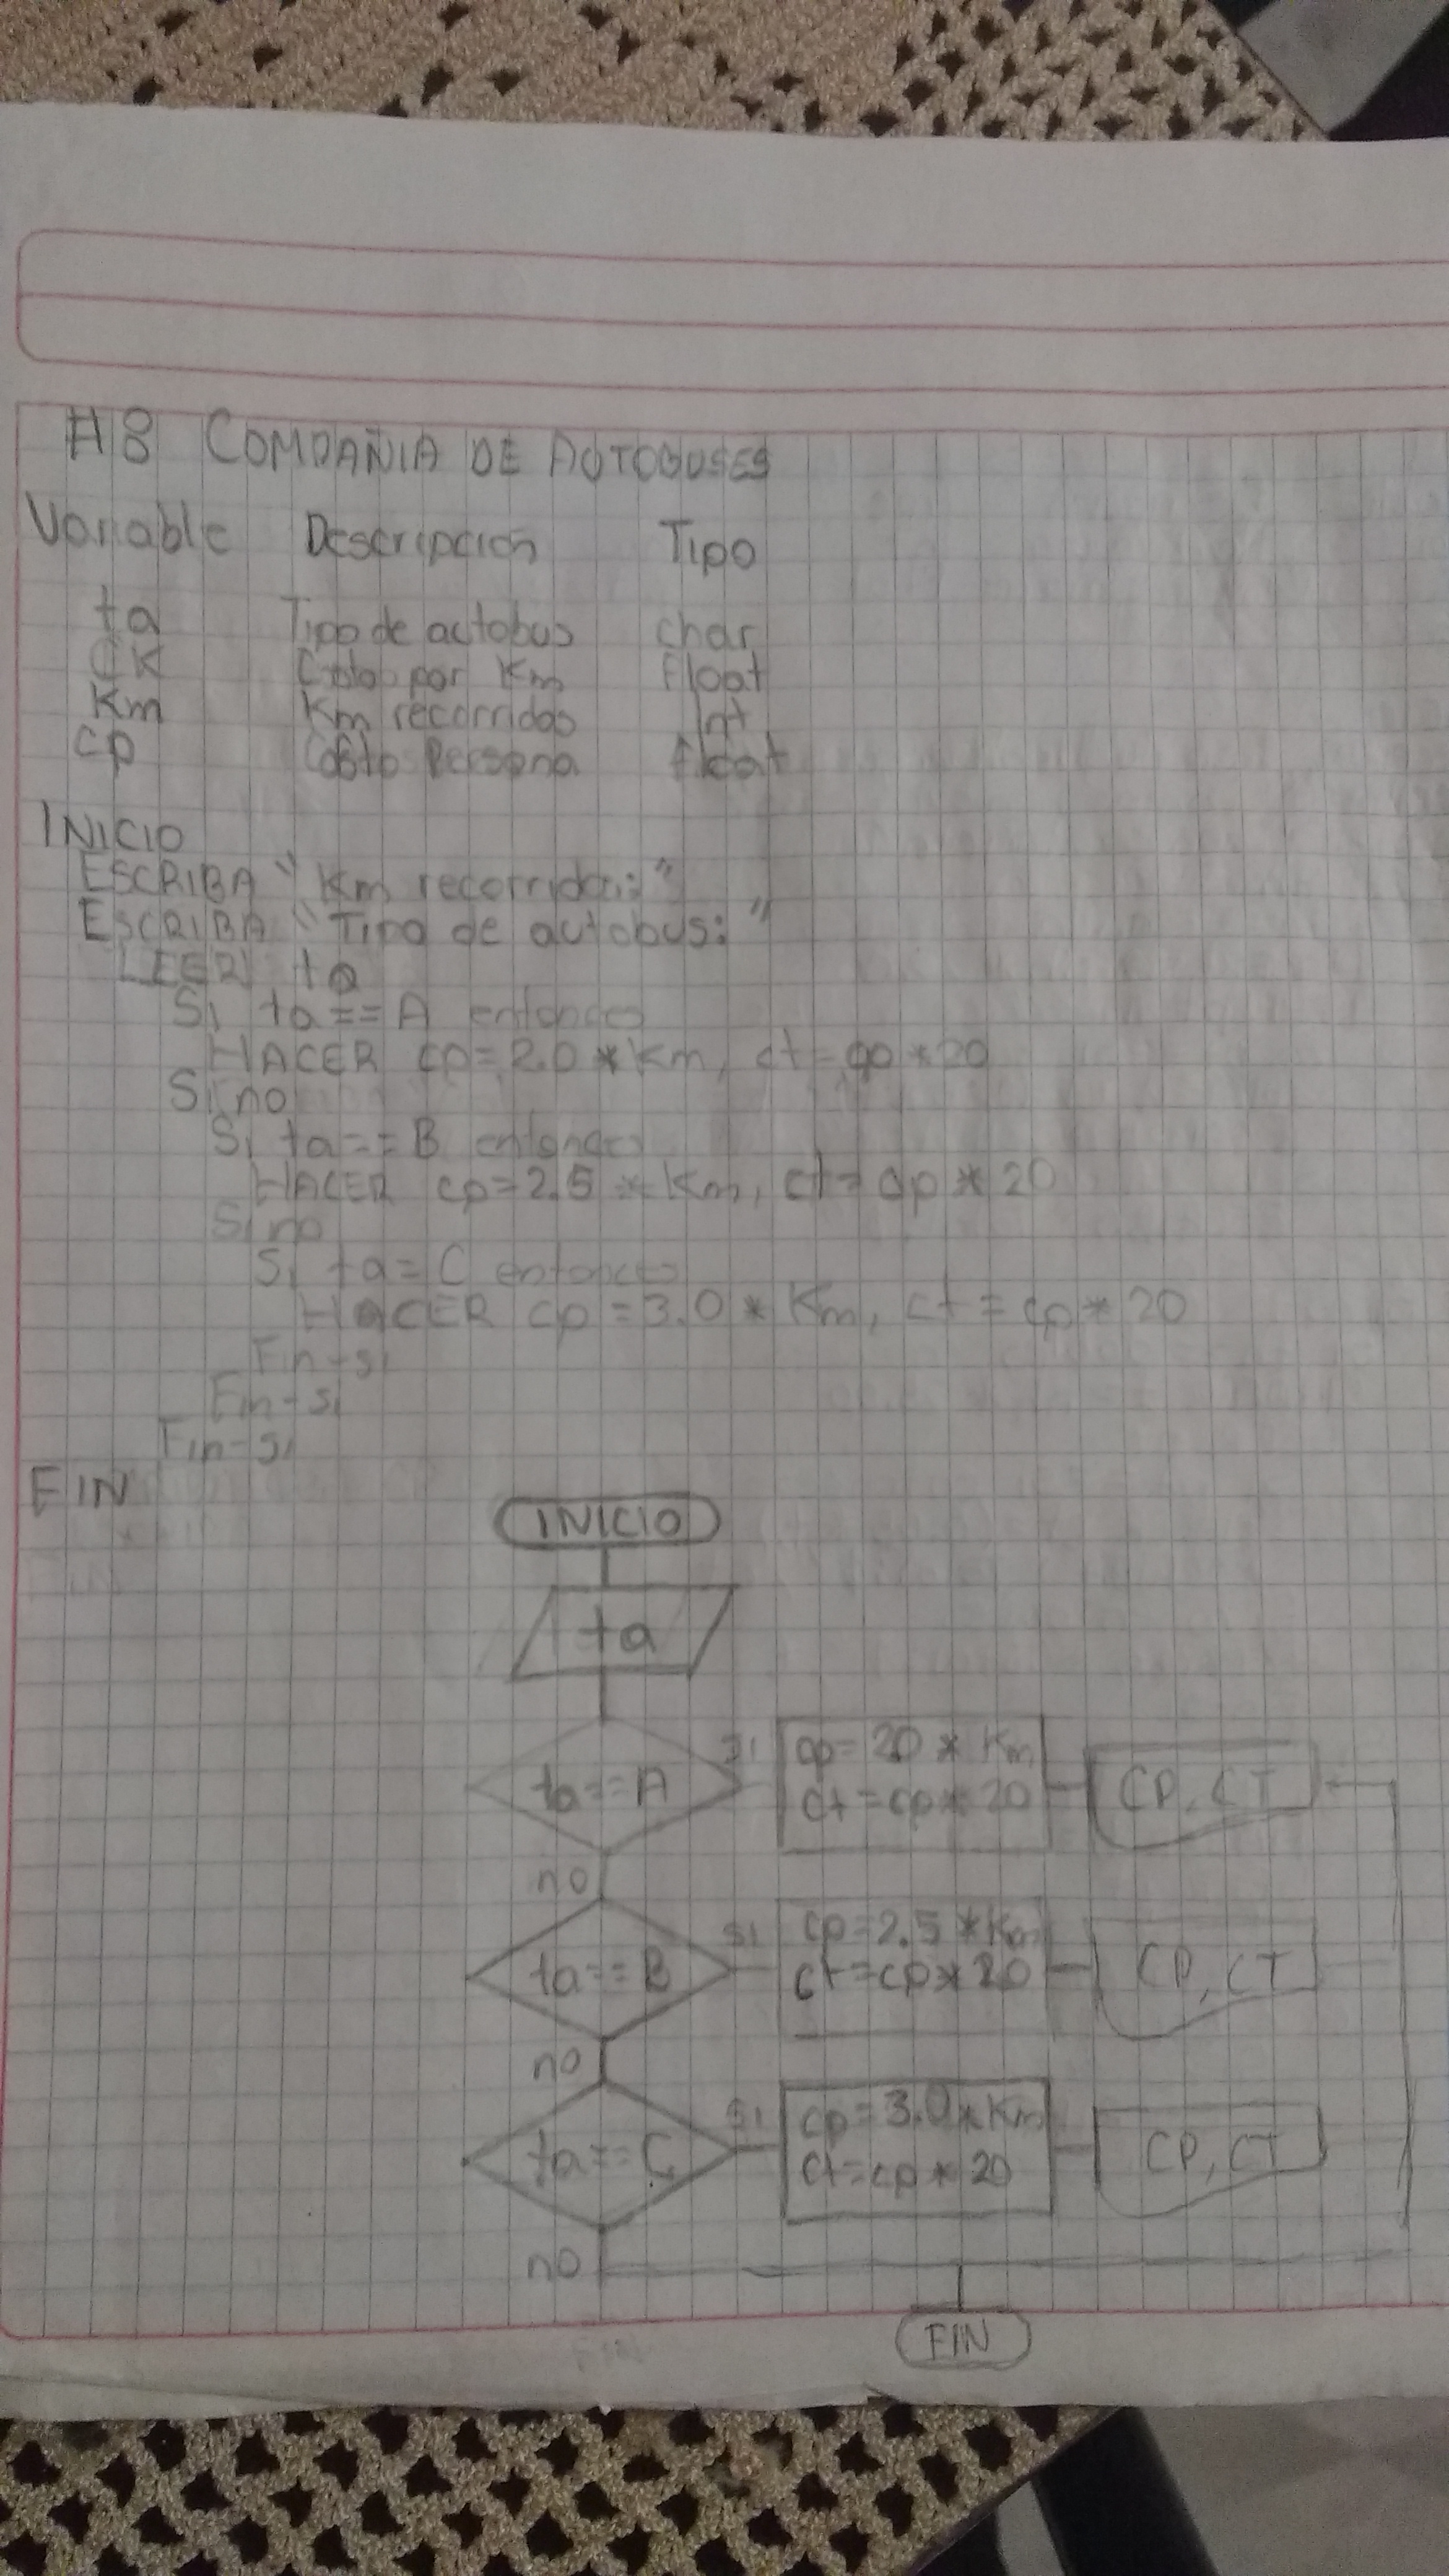 #8 COMPAÑIA DE AUTOBUSES
Variable Descripción Tipo
ta Tipo de autobus char
CK Costo por Km Float
Km Km recorridos Int
cp Costo Persona float
INICIO
ESCRIBA "Km recorridos:"
ESCRIBA "Tipo de autobus:"
LEER ta
Si ta==A entonces
HACER cp=2.0*Km, ct=cp*20
Si no
Si ta==B entonces
HACER cp=2.5*Km, ct=cp*20
Si no
Si ta=C entonces
HACER cp=3.0*Km, ct=cp*20
Fin-si
Fin-si
Fin-si
FIN
INICIO
ta
ta==A si cp=20*Km
ct=cp*20 CP, CT
no
ta==B si cp=2.5*Km
ct=cp*20 CP, CT
no
ta==C si cp=3.0*Km
ct=cp*20 CP, CT
no
FIN